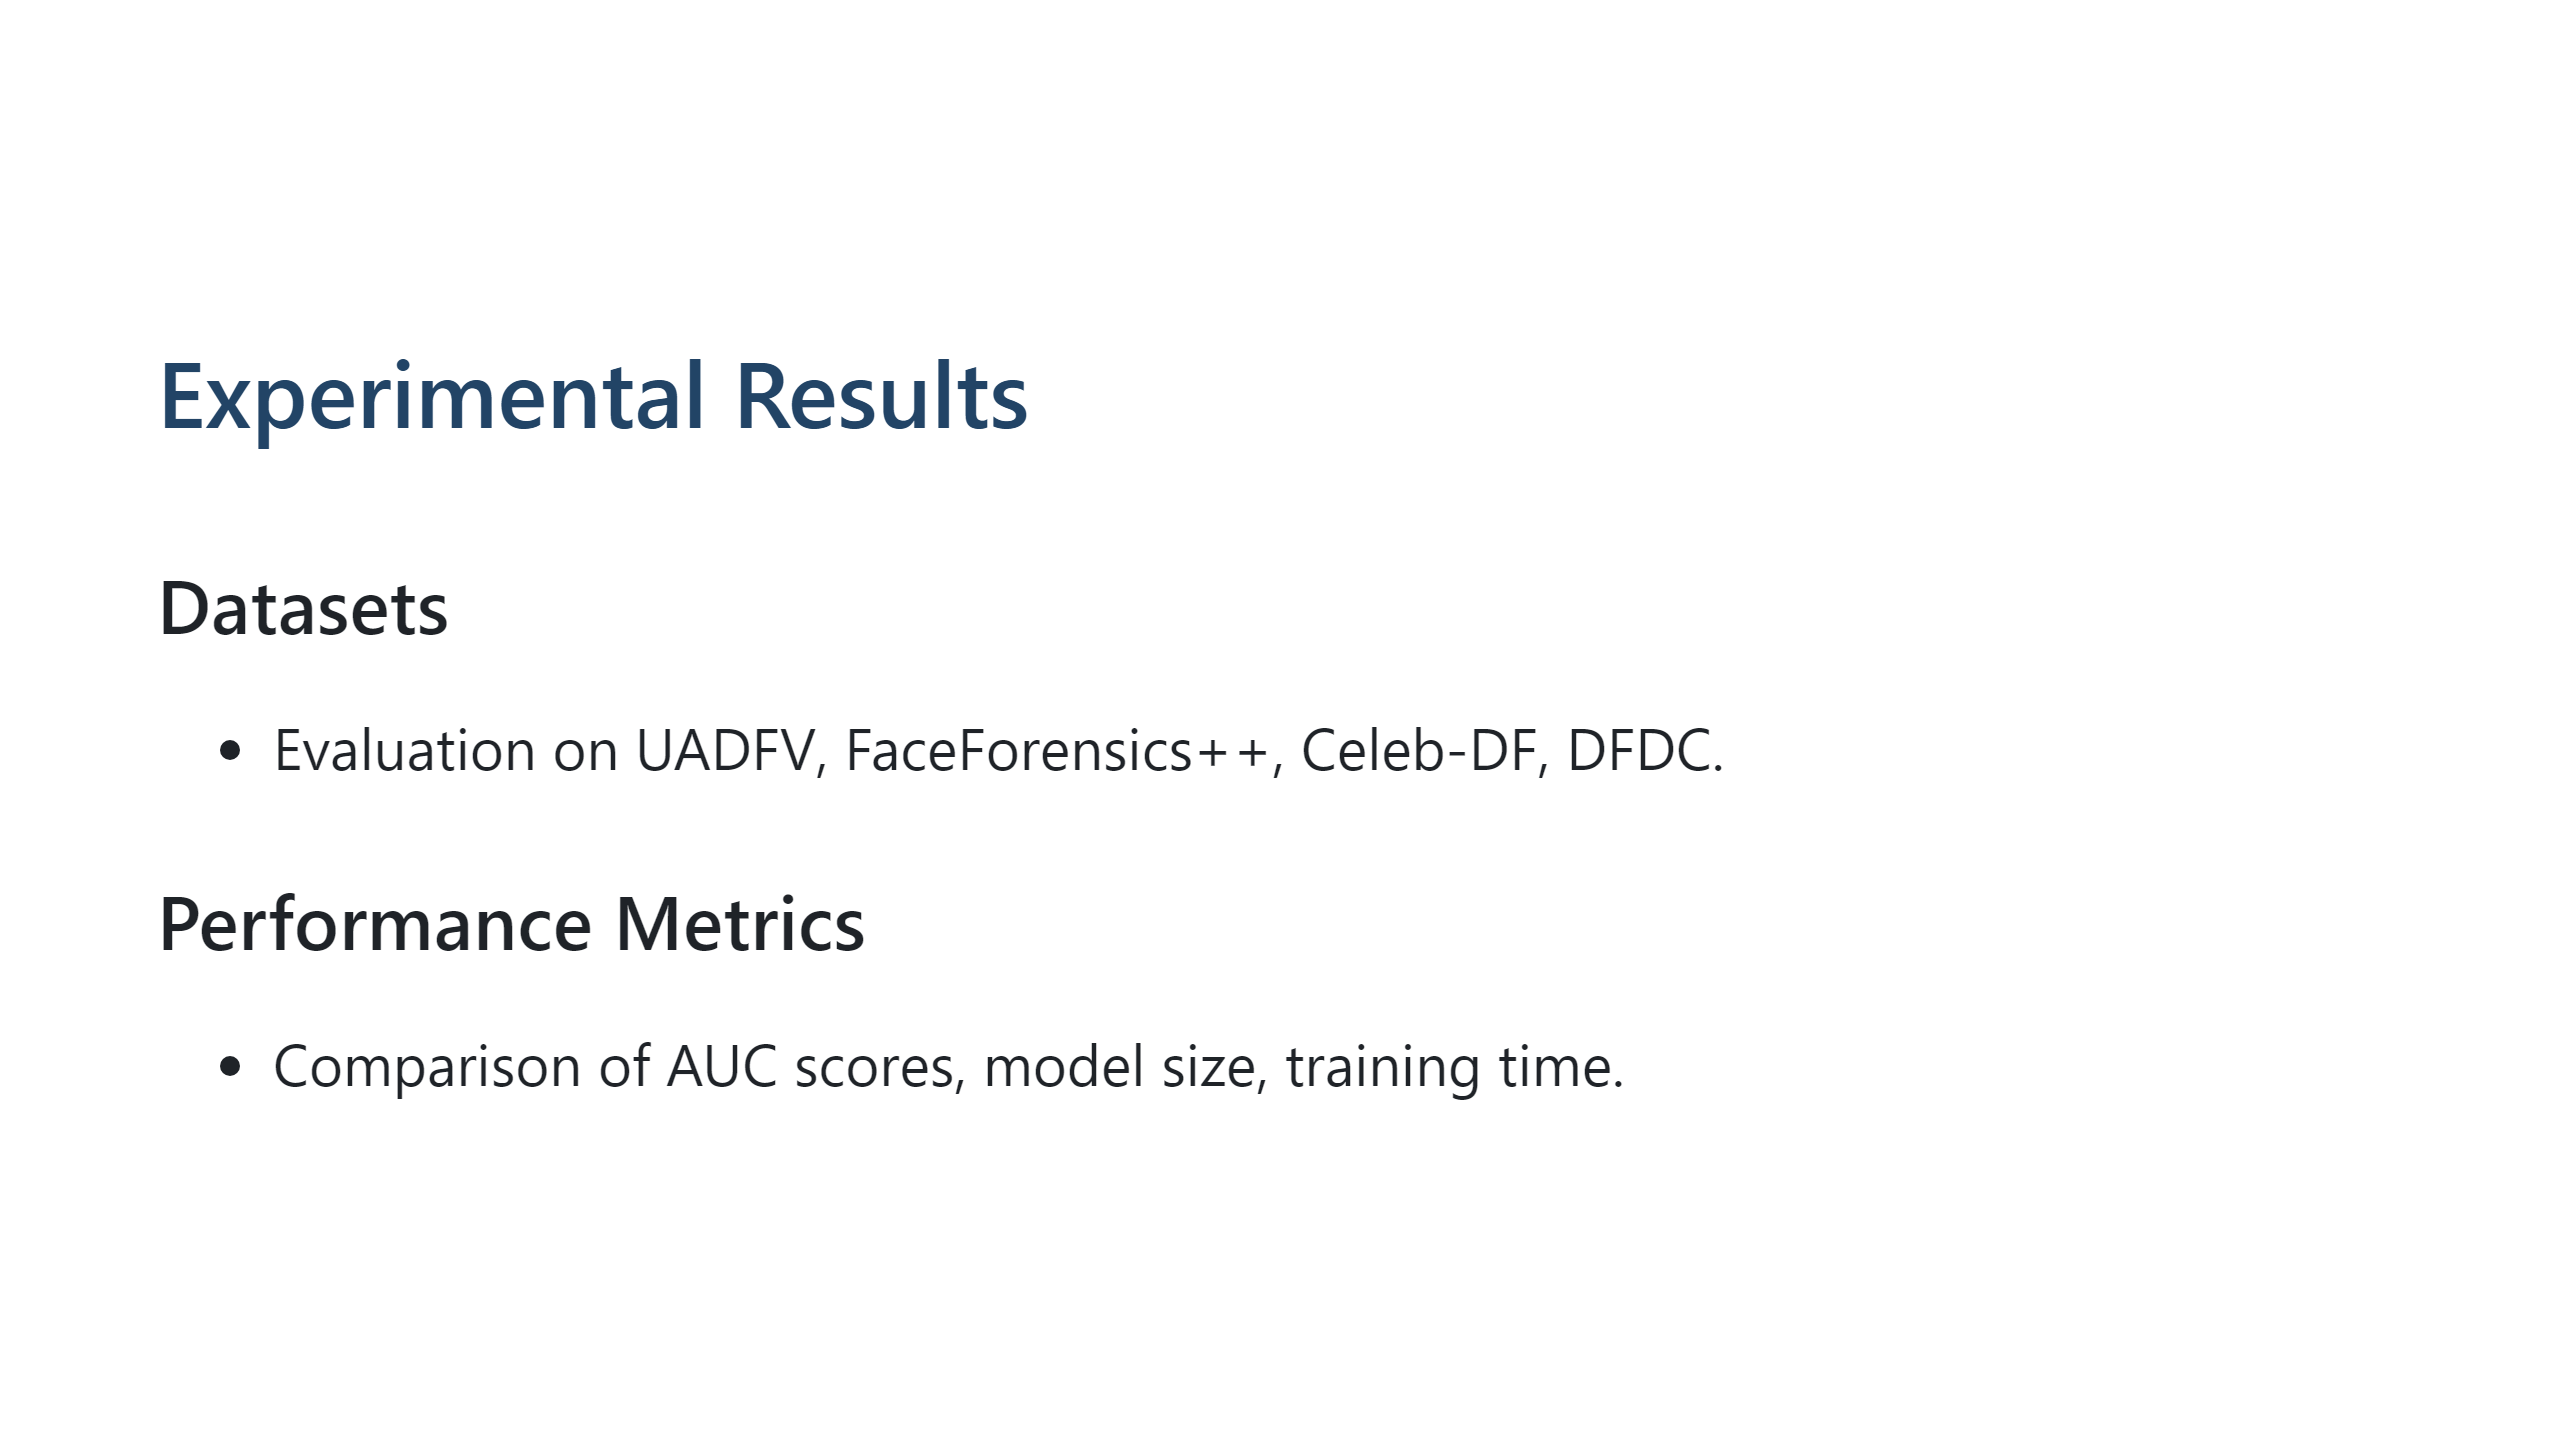 Experimental Results
Datasets
• Evaluation on UADFV, FaceForensics++, Celeb-DF, DFDC.
Performance Metrics
• Comparison of AUC scores, model size, training time.